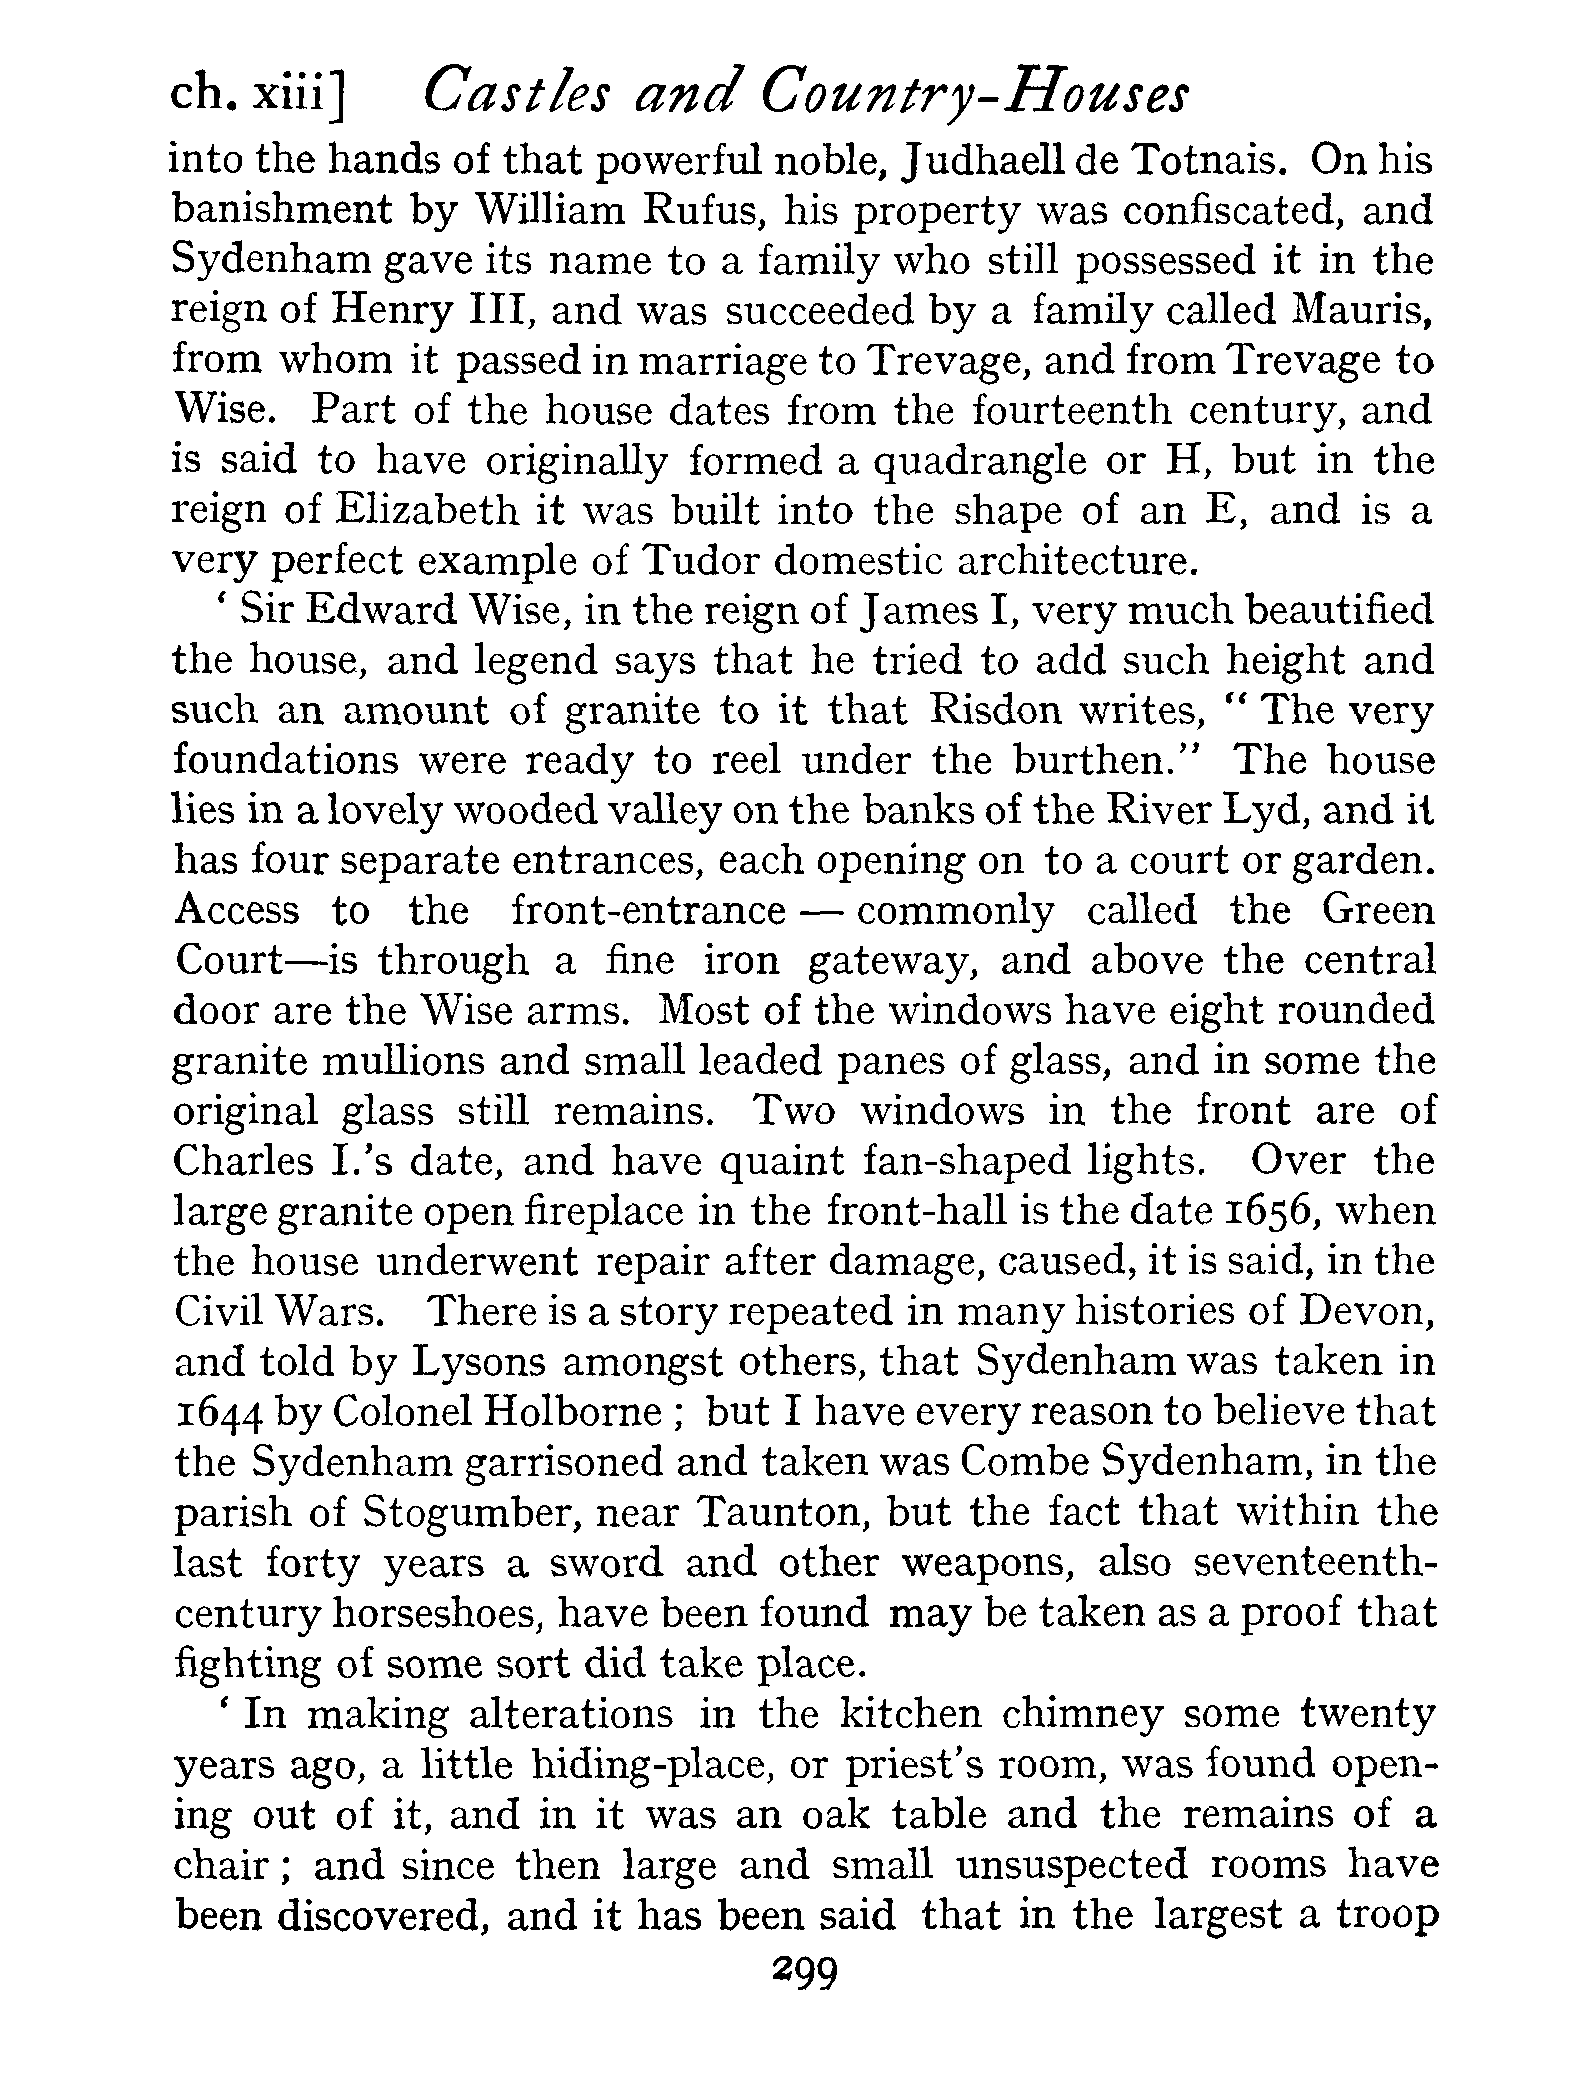 ch. xiii] Castles and Country-Houses
into the hands of that powerful noble, Judhaell de Totnais. On his
banishment by William Rufus, his property was confiscated, and
Sydenham gave its name to a family who still possessed it in the
reign of Henry III, and was succeeded by a family called Mauris,
from whom it passed in marriage to Trevage, and from Trevage to
Wise. Part of the house dates from the fourteenth century, and
is said to have originally formed a quadrangle or H, but in the
reign of Elizabeth it was built into the shape of an E, and is a
very perfect example of Tudor domestic architecture.
‘ Sir Edward Wise, in the reign of James I, very much beautified
the house, and legend says that he tried to add such height and
such an amount of granite to it that Risdon writes, “ The very
foundations were ready to reel under the burthen.” The house
lies in a lovely wooded valley on the banks of the River Lyd, and it
has four separate entrances, each opening on to a court or garden.
Access to the front-entrance — commonly called the Green
Court—is through a fine iron gateway, and above the central
door are the Wise arms. Most of the windows have eight rounded
granite mullions and small leaded panes of glass, and in some the
original glass still remains. Two windows in the front are of
Charles I.’s date, and have quaint fan-shaped lights. Over the
large granite open fireplace in the front-hall is the date 1656, when
the house underwent repair after damage, caused, it is said, in the
Civil Wars. There is a story repeated in many histories of Devon,
and told by Lysons amongst others, that Sydenham was taken in
1644 by Colonel Holborne ; but I have every reason to believe that
the Sydenham garrisoned and taken was Combe Sydenham, in the
parish of Stogumber, near Taunton, but the fact that within the
last forty years a sword and other weapons, also seventeenth-
century horseshoes, have been found may be taken as a proof that
fighting of some sort did take place.
‘ In making alterations in the kitchen chimney some twenty
years ago, a little hiding-place, or priest’s room, was found open-
ing out of it, and in it was an oak table and the remains of a
chair ; and since then large and small unsuspected rooms have
been discovered, and it has been said that in the largest a troop
299